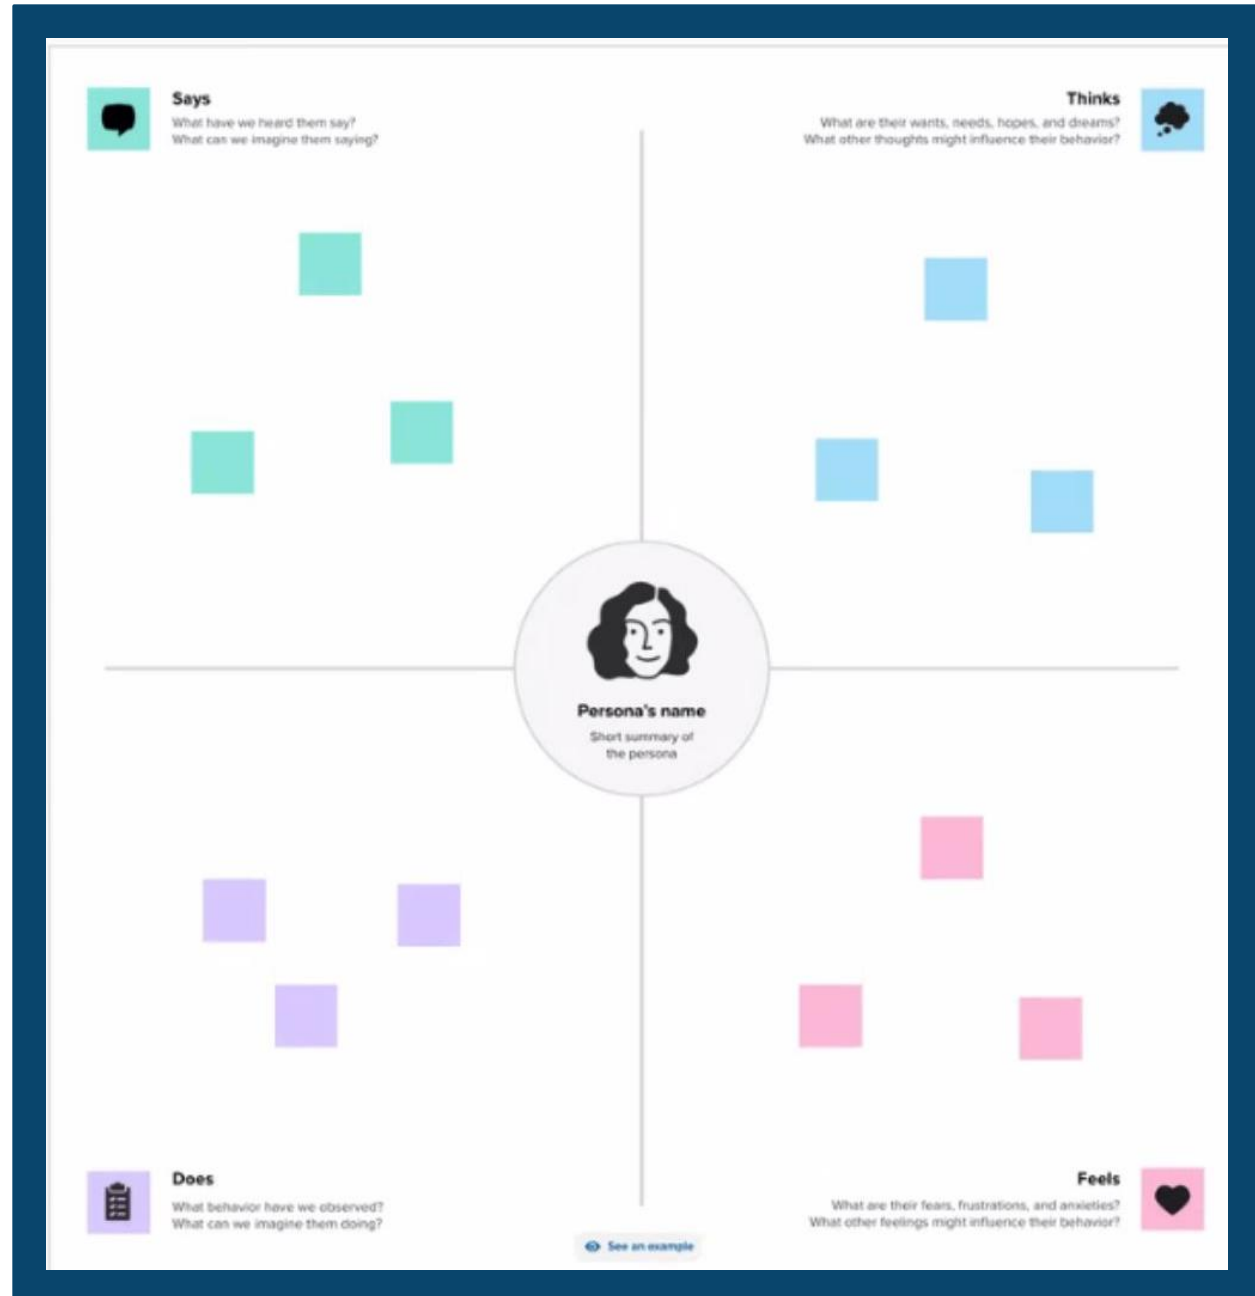 Says
What have we heard them say?
What can we imagine them saying?
Thinks
What are their wants, needs, hopes, and dreams?
What other thoughts might influence their behavior?
Persona's name
Short summary of
the persona
Does
What behavior have we observed?
What can we imagine them doing?
Feels
What are their fears, frustrations, and anxieties?
What other feelings might influence their behavior?
See an example